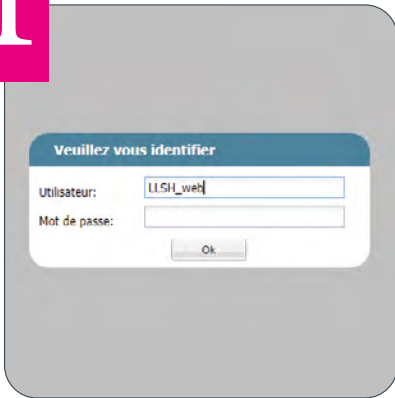 1
Veuillez vous identifier
Utilisateur: LLSH_web
Mot de passe:
Ok